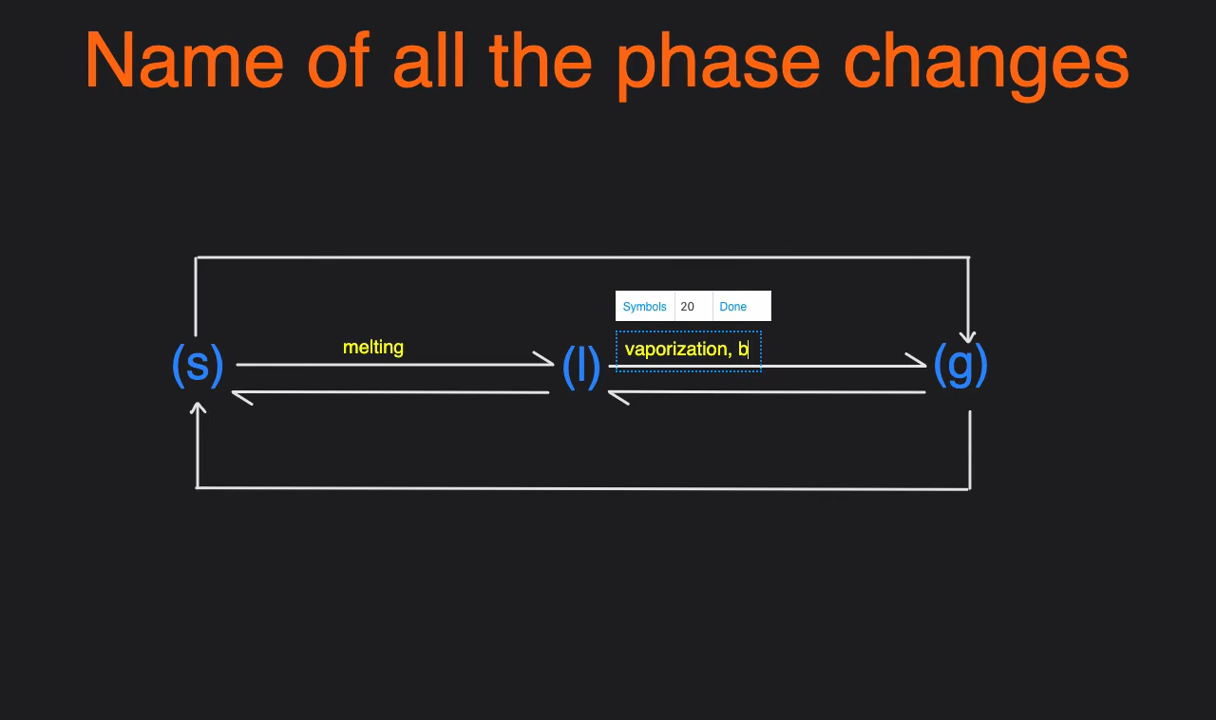 Name of all the phase changes
Symbols 20 Done
melting
vaporization, b
(s) (l) (g)